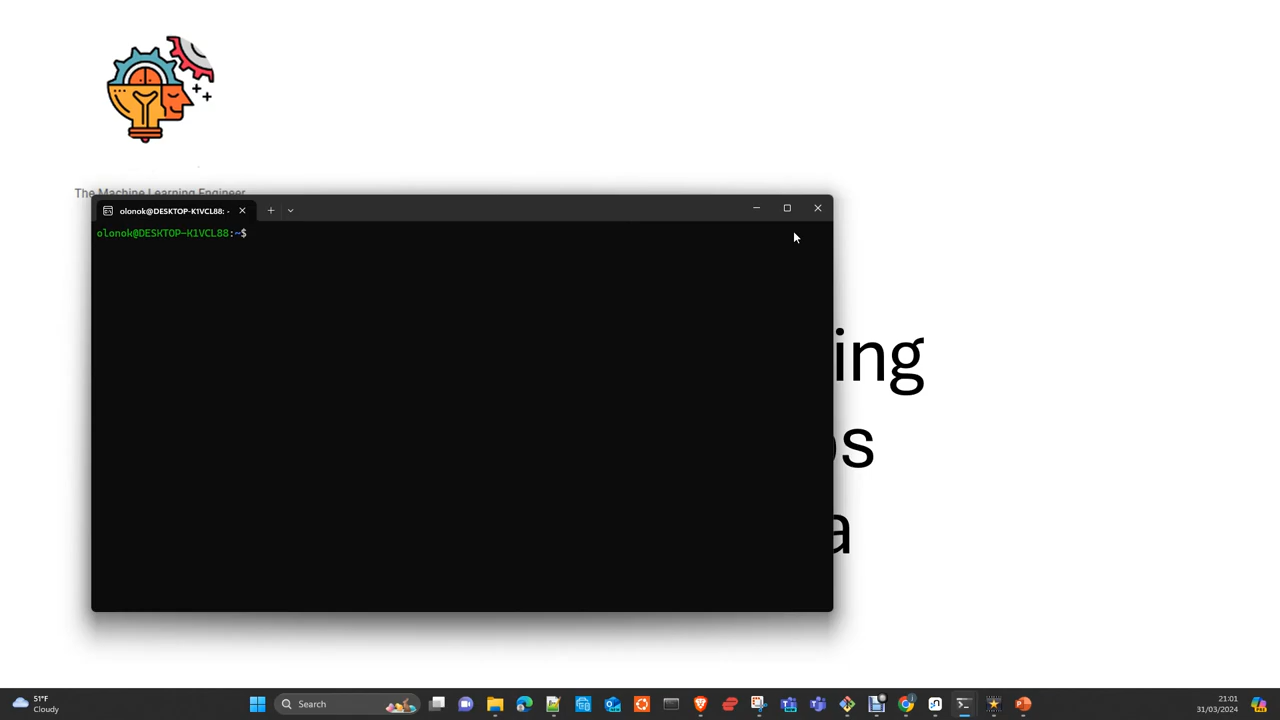 The Machine Learning Engineer
olonok@DESKTOP-K1VCL88: ~
olonok@DESKTOP-K1VCL88:~$
ing
os
a
51°F
Cloudy
Search
21:01
31/03/2024